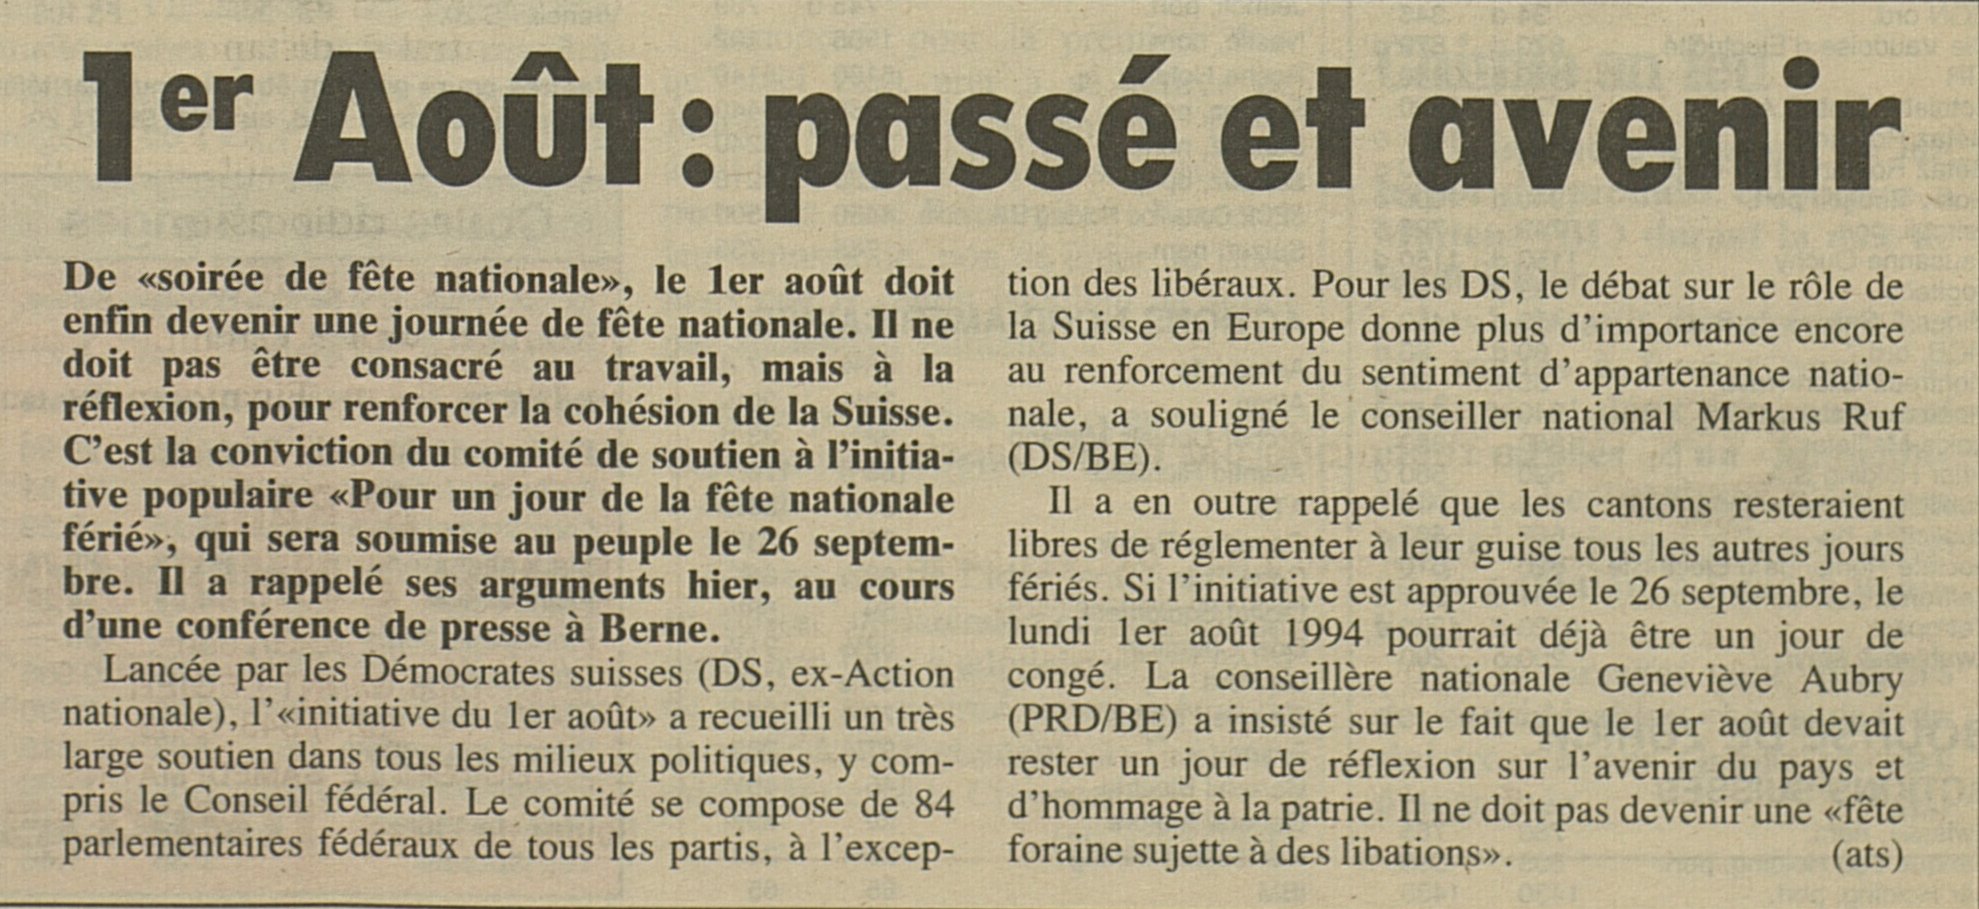 1er Août : passé et avenir
De «soirée de fête nationale», le 1er août doit
enfin devenir une journée de fête nationale. Il ne
doit pas être consacré au travail, mais à la
réflexion, pour renforcer la cohésion de la Suisse.
C'est la conviction du comité de soutien à l'initia-
tive populaire «Pour un jour de la fête nationale
férié», qui sera soumise au peuple le 26 septem-
bre. Il a rappelé ses arguments hier, au cours
d'une conférence de presse à Berne.
Lancée par les Démocrates suisses (DS, ex-Action
nationale), l'«initiative du 1er août» a recueilli un très
large soutien dans tous les milieux politiques, y com-
pris le Conseil fédéral. Le comité se compose de 84
parlementaires fédéraux de tous les partis, à l'excep-
tion des libéraux. Pour les DS, le débat sur le rôle de
la Suisse en Europe donne plus d'importance encore
au renforcement du sentiment d'appartenance natio-
nale, a souligné le conseiller national Markus Ruf
(DS/BE).
Il a en outre rappelé que les cantons resteraient
libres de réglementer à leur guise tous les autres jours
fériés. Si l'initiative est approuvée le 26 septembre, le
lundi 1er août 1994 pourrait déjà être un jour de
congé. La conseillère nationale Geneviève Aubry
(PRD/BE) a insisté sur le fait que le 1er août devait
rester un jour de réflexion sur l'avenir du pays et
d'hommage à la patrie. Il ne doit pas devenir une «fête
foraine sujette à des libations». (ats)